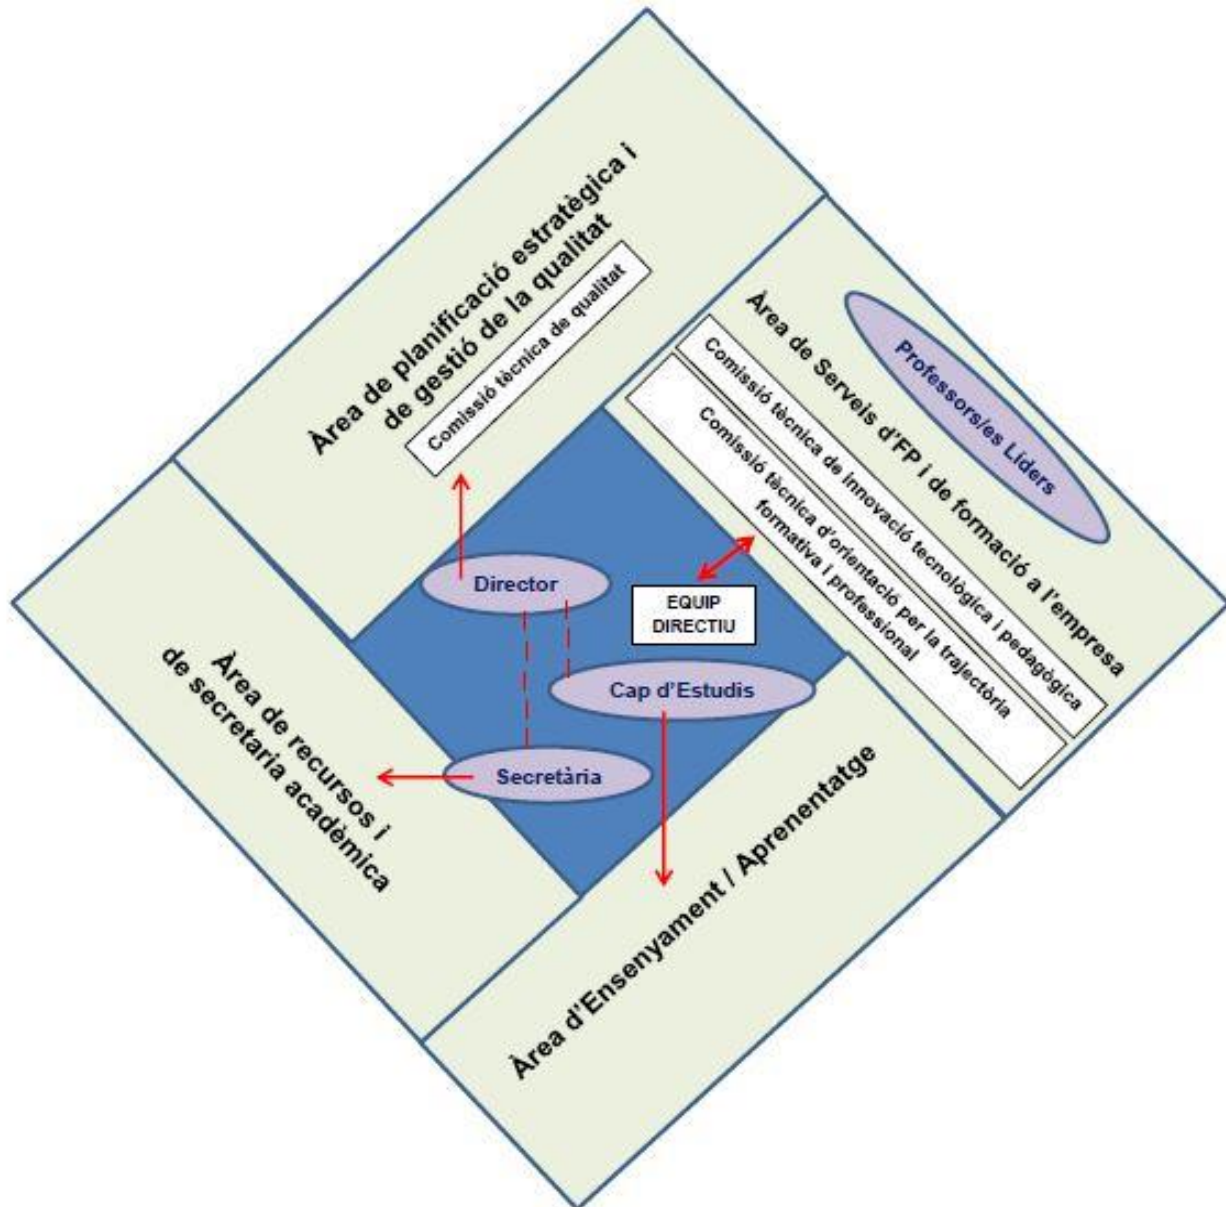 Àrea de planificació estratègica i
de gestió de la qualitat
Comissió tècnica de qualitat
Professors/es Líders
Àrea de Serveis d'FP i de formació a l'empresa
Comissió tècnica de innovació tecnològica i pedagògica
Comissió tècnica d'orientació per la trajectòria
formativa i professional
Director
EQUIP
DIRECTIU
Cap d'Estudis
Secretària
Àrea de recursos i
de secretaria acadèmica
Àrea d'Ensenyament / Aprenentatge